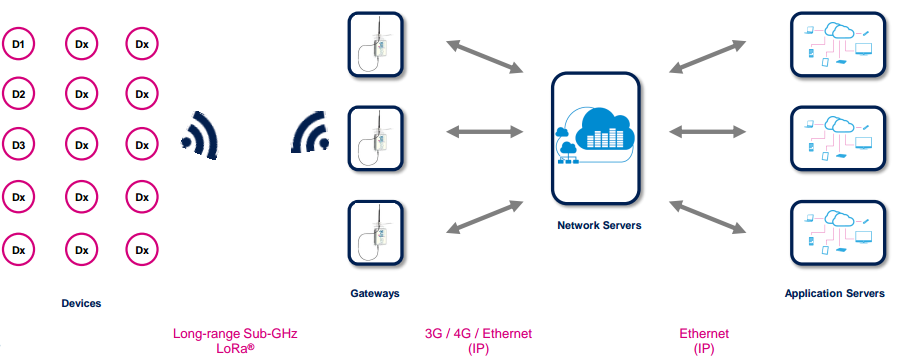 D1 Dx Dx
D2 Dx Dx
D3 Dx Dx
Dx Dx Dx
Dx Dx Dx
Network Servers
Devices
Gateways
Application Servers
Long-range Sub-GHz
LoRa®
3G / 4G / Ethernet
(IP)
Ethernet
(IP)